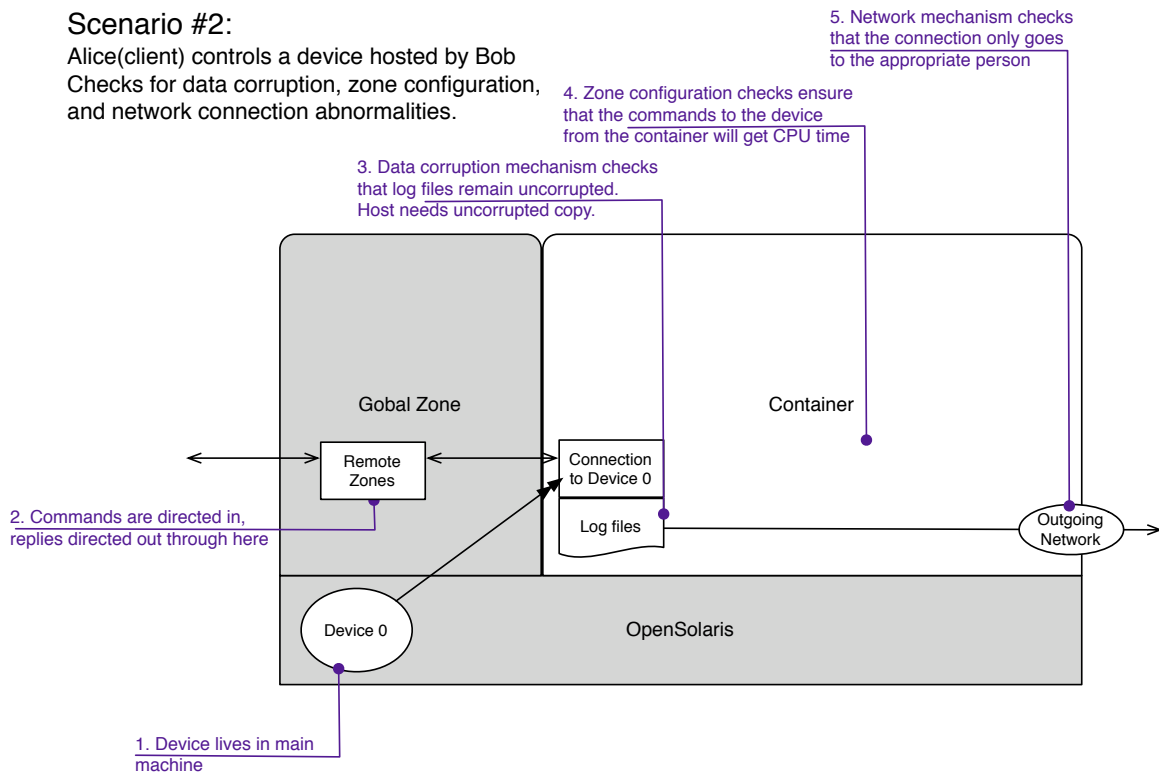 Scenario #2:
Alice(client) controls a device hosted by Bob
Checks for data corruption, zone configuration,
and network connection abnormalities.
5. Network mechanism checks
that the connection only goes
to the appropriate person
4. Zone configuration checks ensure
that the commands to the device
from the container will get CPU time
3. Data corruption mechanism checks
that log files remain uncorrupted.
Host needs uncorrupted copy.
Gobal Zone
Container
Remote
Zones
Connection
to Device 0
Log files
Outgoing
Network
2. Commands are directed in,
replies directed out through here
Device 0
OpenSolaris
1. Device lives in main
machine